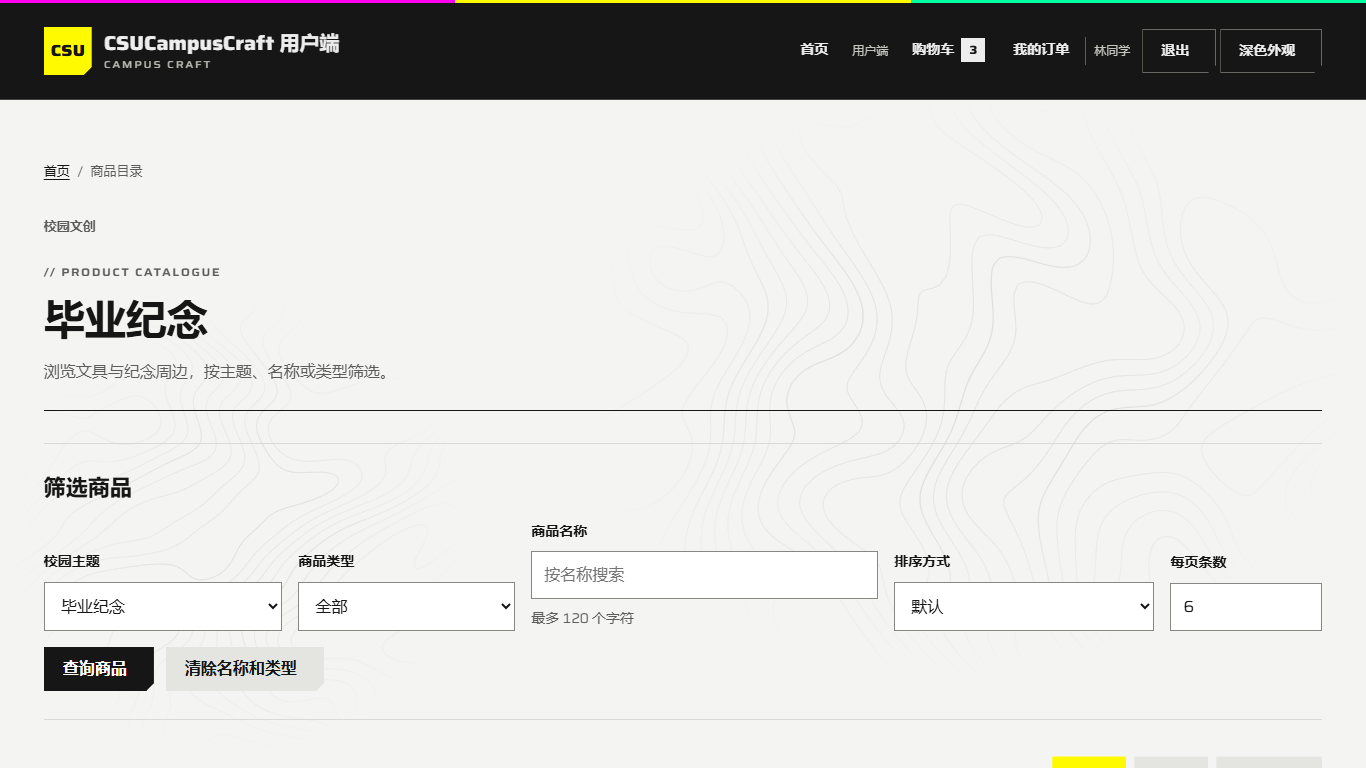 CSU
CSUCampusCraft 用户端
CAMPUS CRAFT
首页 用户端 购物车 3 我的订单 林同学 退出 深色外观
首页 / 商品目录
校园文创
// PRODUCT CATALOGUE
毕业纪念
浏览文具与纪念周边，按主题、名称或类型筛选。
筛选商品
校园主题
毕业纪念
商品类型
全部
商品名称
按名称搜索
最多 120 个字符
排序方式
默认
每页条数
6
查询商品 清除名称和类型